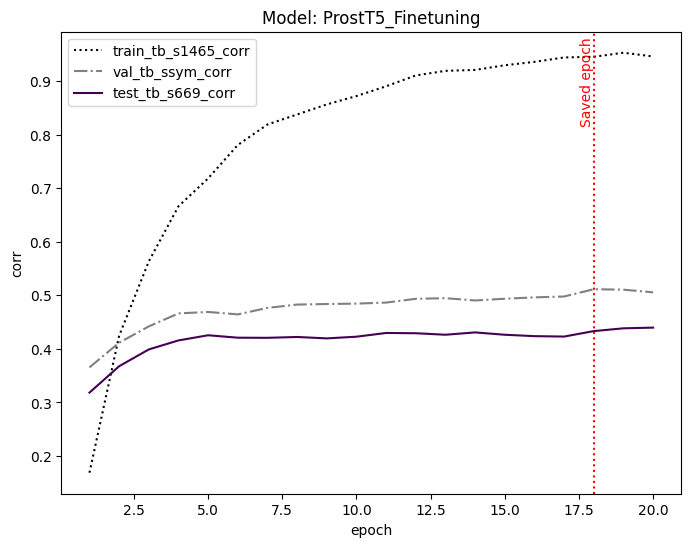 Model: ProstT5_Finetuning
train_tb_s1465_corr
val_tb_ssym_corr
test_tb_s669_corr
Saved epoch
corr
0.9
0.8
0.7
0.6
0.5
0.4
0.3
0.2
2.5 5.0 7.5 10.0 12.5 15.0 17.5 20.0
epoch